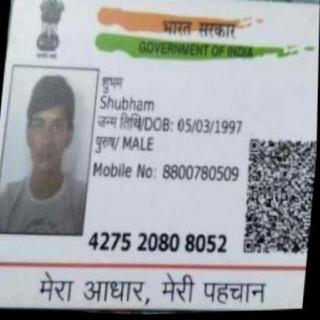 भारत सरकार
GOVERNMENT OF INDIA
शुभम
Shubham
जन्म तिथि/DOB: 05/03/1997
पुरुष/ MALE
Mobile No: 8800780509
4275 2080 8052
मेरा आधार, मेरी पहचान